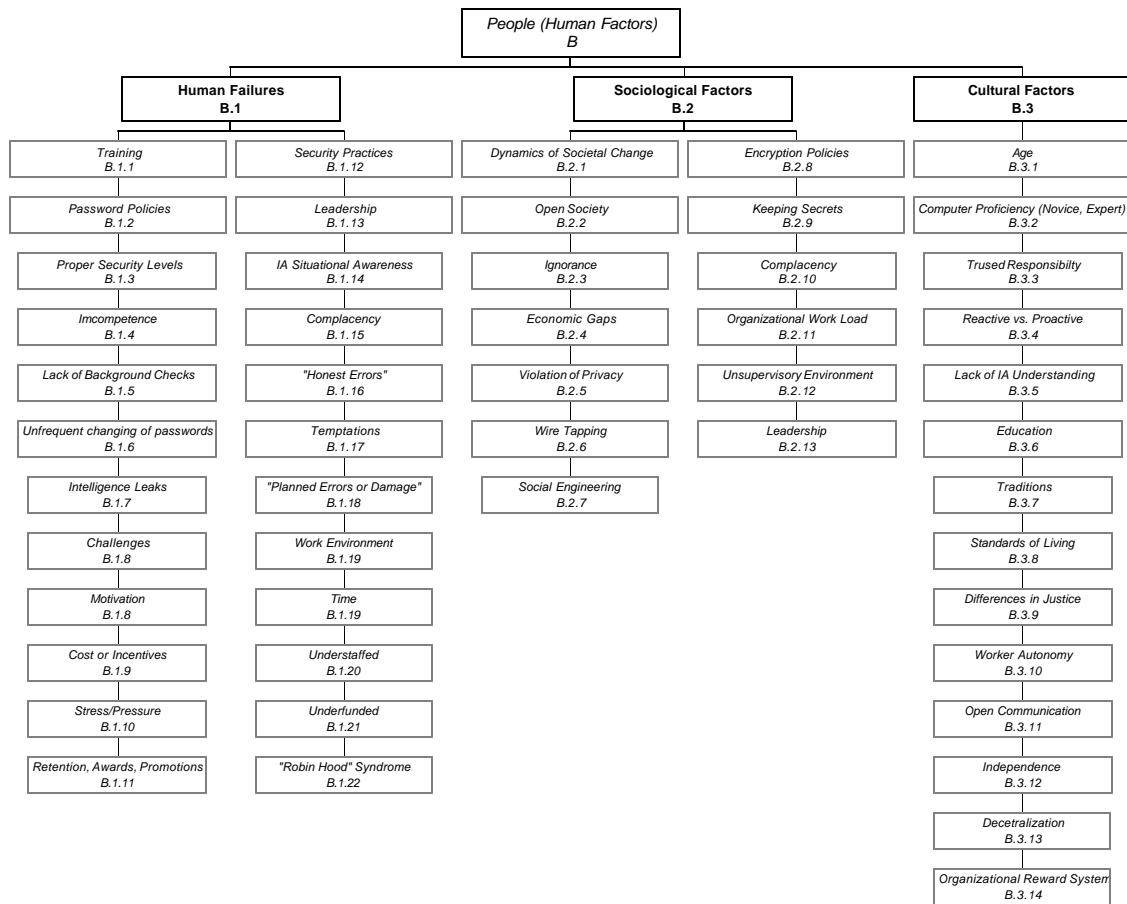 People (Human Factors)
B
Human Failures
B.1
Training
B.1.1
Password Policies
B.1.2
Proper Security Levels
B.1.3
Imcompetence
B.1.4
Lack of Background Checks
B.1.5
Unfrequent changing of passwords
B.1.6
Intelligence Leaks
B.1.7
Challenges
B.1.8
Motivation
B.1.8
Cost or Incentives
B.1.9
Stress/Pressure
B.1.10
Retention, Awards, Promotions
B.1.11
Security Practices
B.1.12
Leadership
B.1.13
IA Situational Awareness
B.1.14
Complacency
B.1.15
"Honest Errors"
B.1.16
Temptations
B.1.17
"Planned Errors or Damage"
B.1.18
Work Environment
B.1.19
Time
B.1.19
Understaffed
B.1.20
Underfunded
B.1.21
"Robin Hood" Syndrome
B.1.22
Sociological Factors
B.2
Dynamics of Societal Change
B.2.1
Open Society
B.2.2
Ignorance
B.2.3
Economic Gaps
B.2.4
Violation of Privacy
B.2.5
Wire Tapping
B.2.6
Social Engineering
B.2.7
Encryption Policies
B.2.8
Keeping Secrets
B.2.9
Complacency
B.2.10
Organizational Work Load
B.2.11
Unsupervisory Environment
B.2.12
Leadership
B.2.13
Cultural Factors
B.3
Age
B.3.1
Computer Proficiency (Novice, Expert)
B.3.2
Trused Responsibilty
B.3.3
Reactive vs. Proactive
B.3.4
Lack of IA Understanding
B.3.5
Education
B.3.6
Traditions
B.3.7
Standards of Living
B.3.8
Differences in Justice
B.3.9
Worker Autonomy
B.3.10
Open Communication
B.3.11
Independence
B.3.12
Decetralization
B.3.13
Organizational Reward System
B.3.14